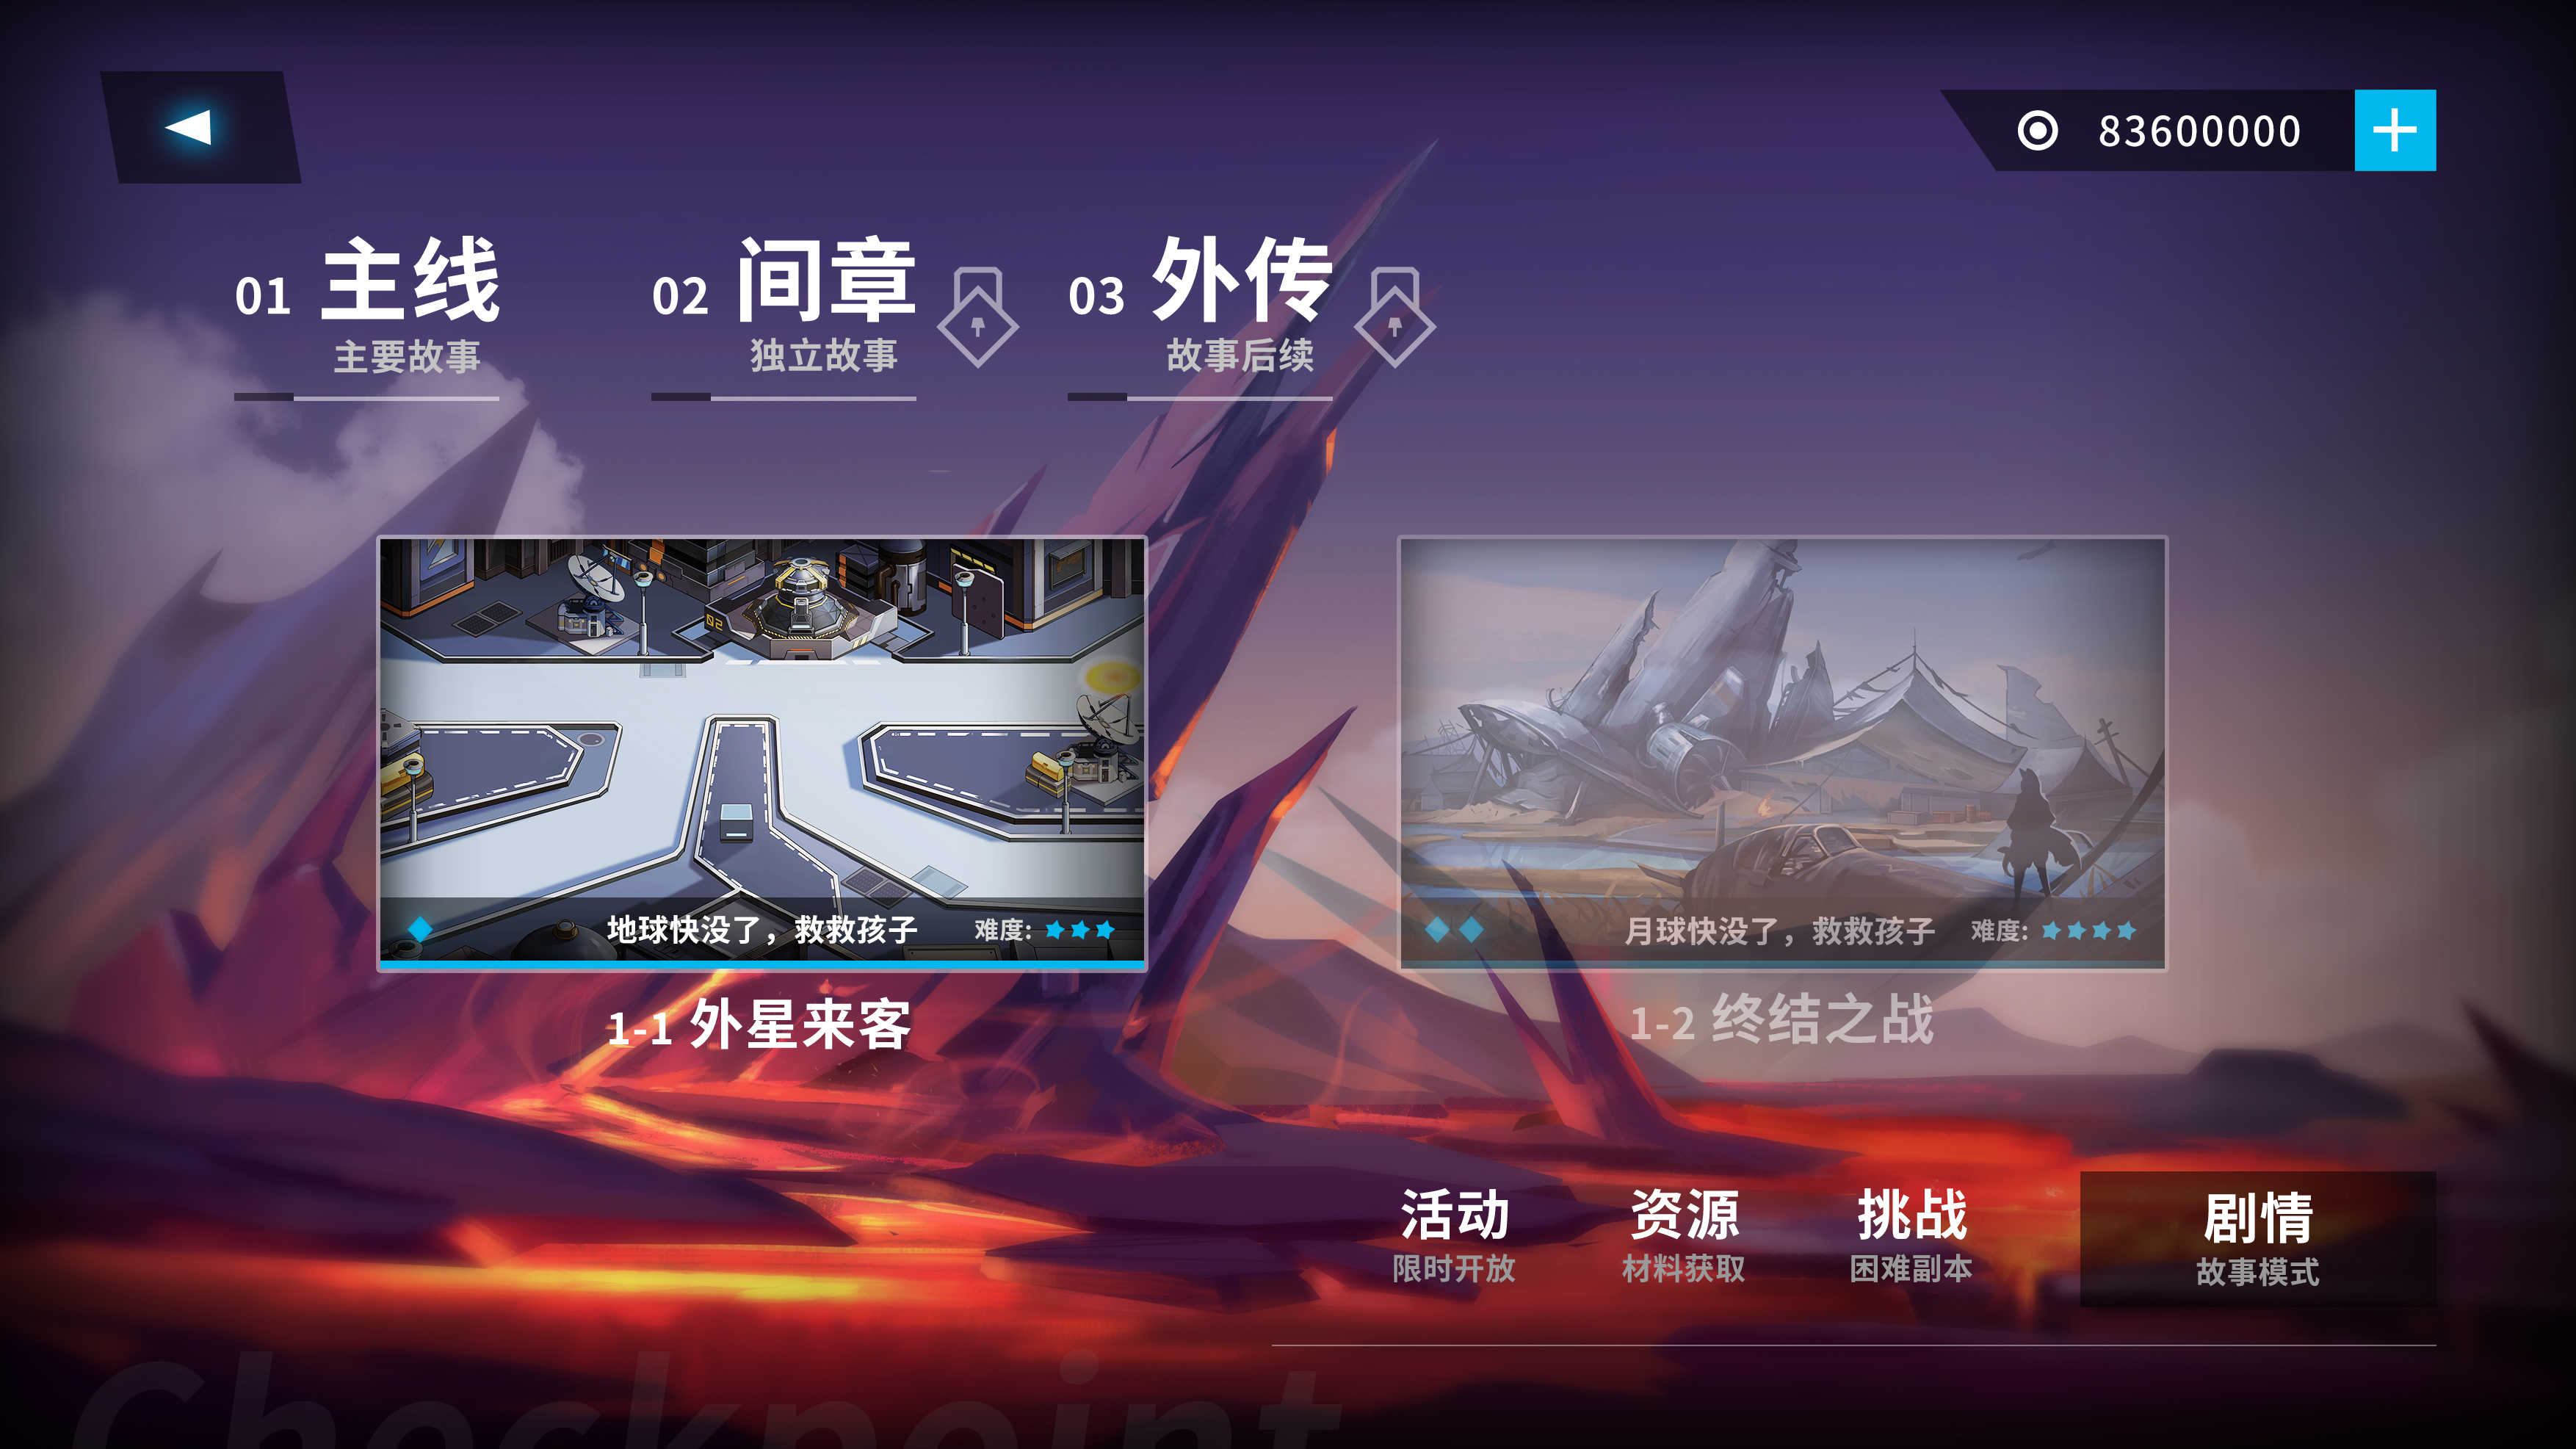 83600000
01 主线
主要故事
02 间章
独立故事
03 外传
故事后续
02
地球快没了，救救孩子
难度:
1-1 外星来客
月球快没了，救救孩子
难度:
1-2 终结之战
活动
限时开放
资源
材料获取
挑战
困难副本
剧情
故事模式
Checkpoint